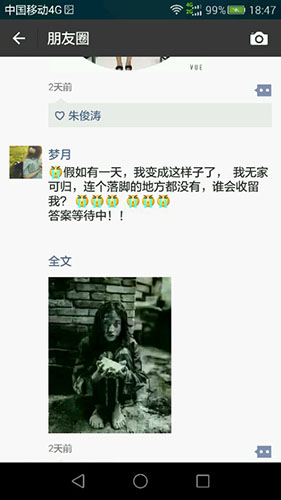 中国移动4G
99%
18:47
朋友圈
VUE
2天前
朱俊涛
梦月
😭假如有一天，我变成这样子了， 我无家
可归，连个落脚的地方都没有，谁会收留
我？😭😭😭 😭😭😭
答案等待中！！
全文
2天前